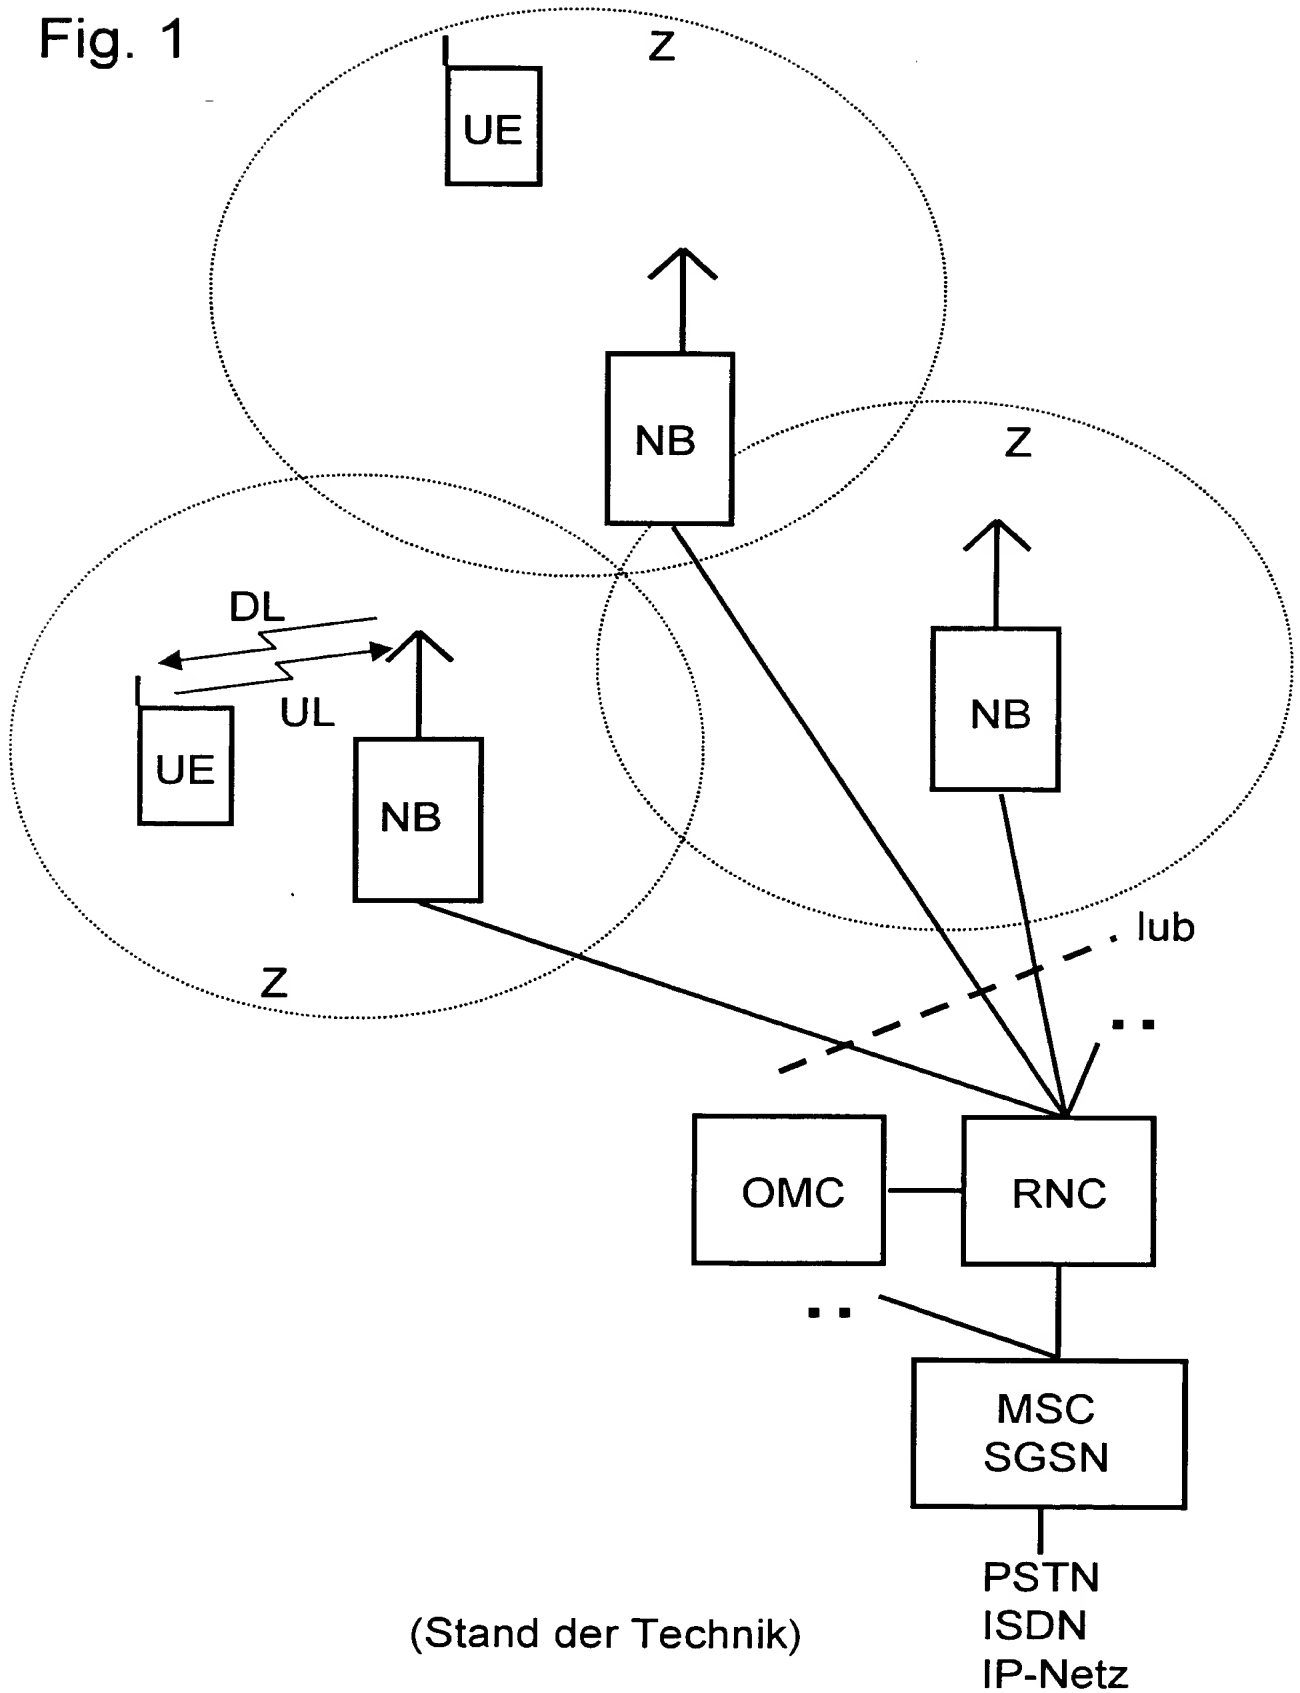 Fig. 1
Z
UE
NB
Z
DL
NB
UL
UE
NB
Iub
Z
OMC
RNC
MSC
SGSN
PSTN
ISDN
IP-Netz
(Stand der Technik)